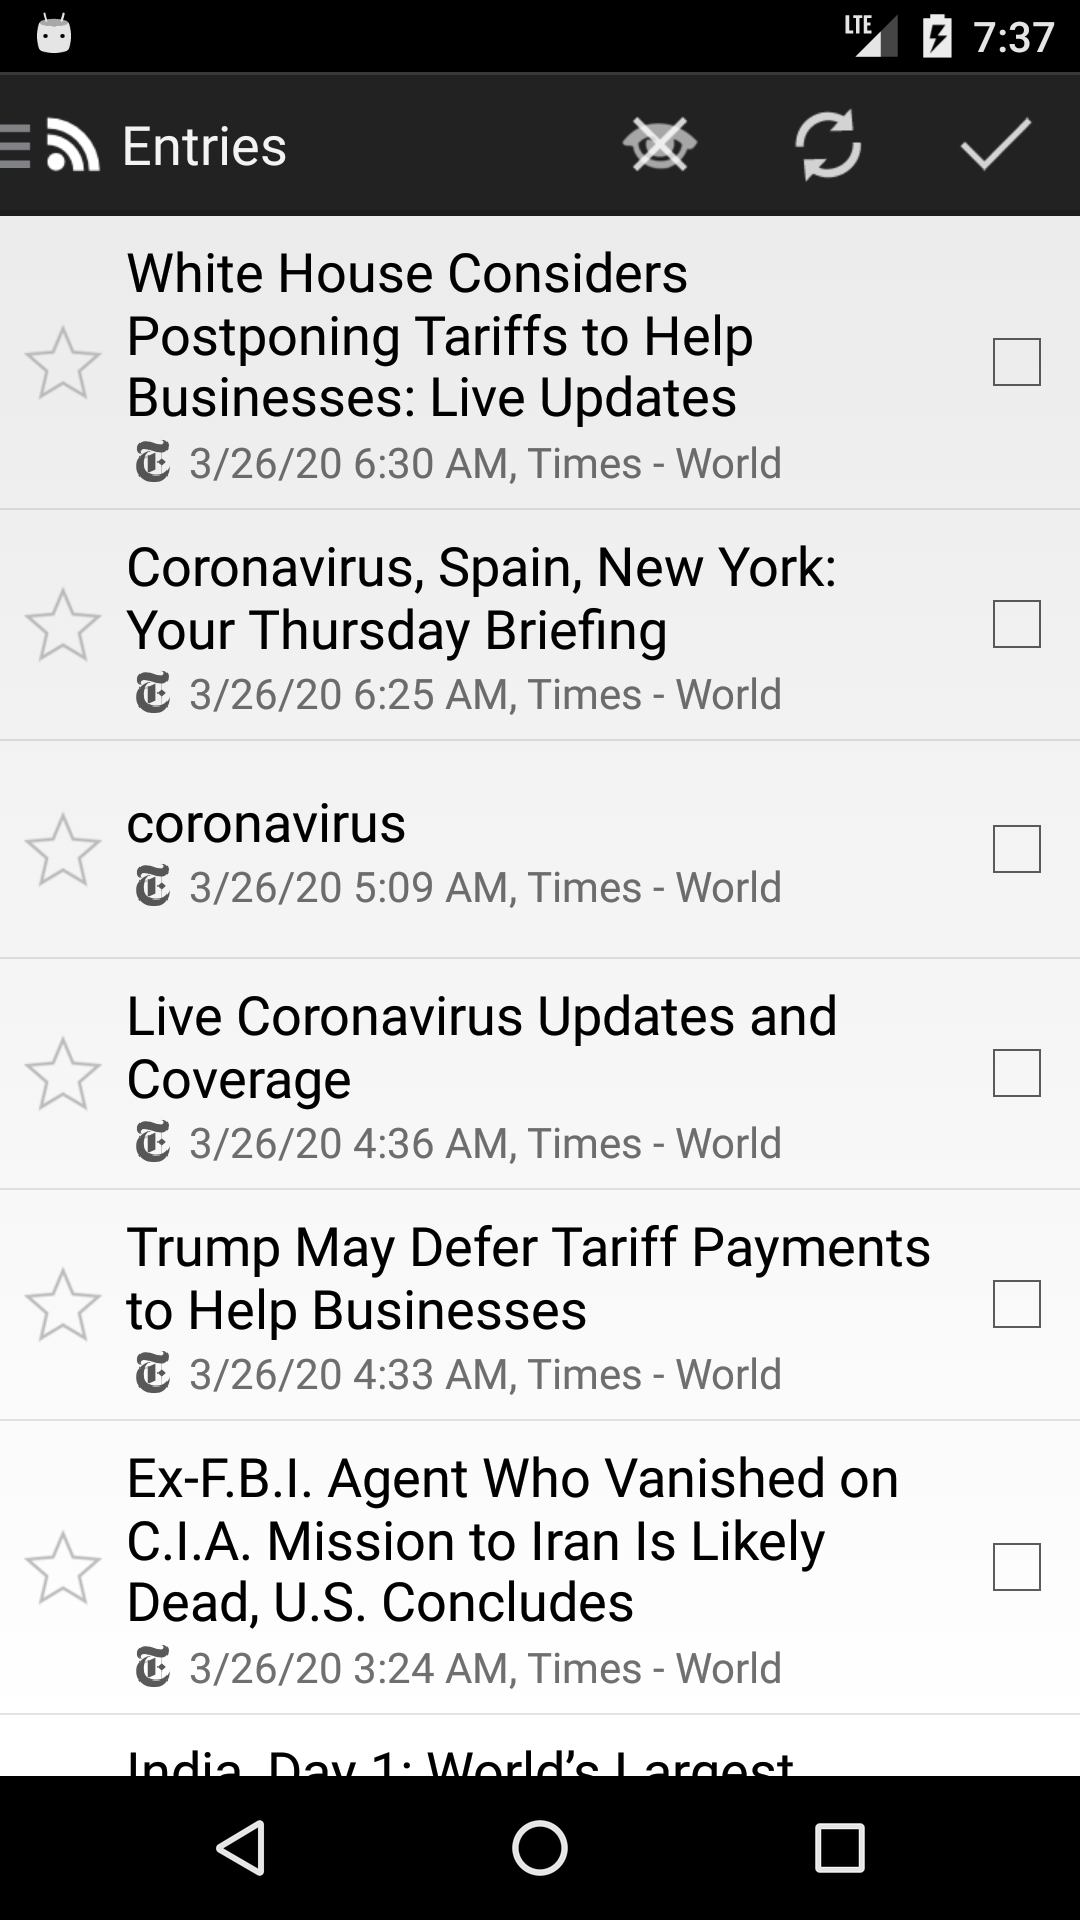 LTE 7:37
Entries
White House Considers
Postponing Tariffs to Help
Businesses: Live Updates
3/26/20 6:30 AM, Times - World
Coronavirus, Spain, New York:
Your Thursday Briefing
3/26/20 6:25 AM, Times - World
coronavirus
3/26/20 5:09 AM, Times - World
Live Coronavirus Updates and
Coverage
3/26/20 4:36 AM, Times - World
Trump May Defer Tariff Payments
to Help Businesses
3/26/20 4:33 AM, Times - World
Ex-F.B.I. Agent Who Vanished on
C.I.A. Mission to Iran Is Likely
Dead, U.S. Concludes
3/26/20 3:24 AM, Times - World
India, Day 1: World’s Largest